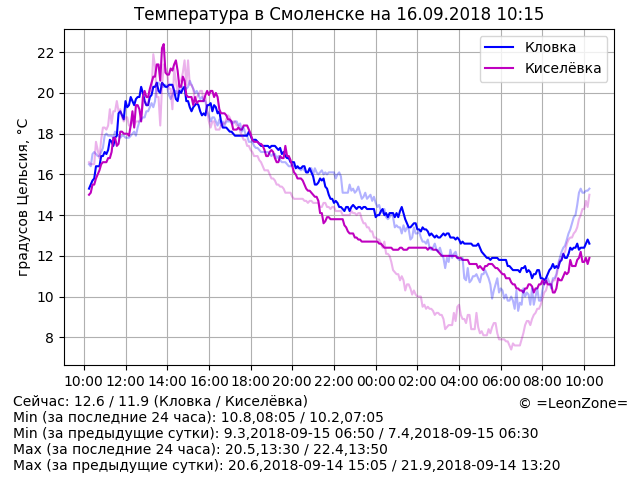 Температура в Смоленске на 16.09.2018 10:15
Кловка
Киселёвка
градусов Цельсия, °C
22
20
18
16
14
12
10
8
10:00 12:00 14:00 16:00 18:00 20:00 22:00 00:00 02:00 04:00 06:00 08:00 10:00
Сейчас: 12.6 / 11.9 (Кловка / Киселёвка)
© =LeonZone=
Min (за последние 24 часа): 10.8,08:05 / 10.2,07:05
Min (за предыдущие сутки): 9.3,2018-09-15 06:50 / 7.4,2018-09-15 06:30
Max (за последние 24 часа): 20.5,13:30 / 22.4,13:50
Max (за предыдущие сутки): 20.6,2018-09-14 15:05 / 21.9,2018-09-14 13:20